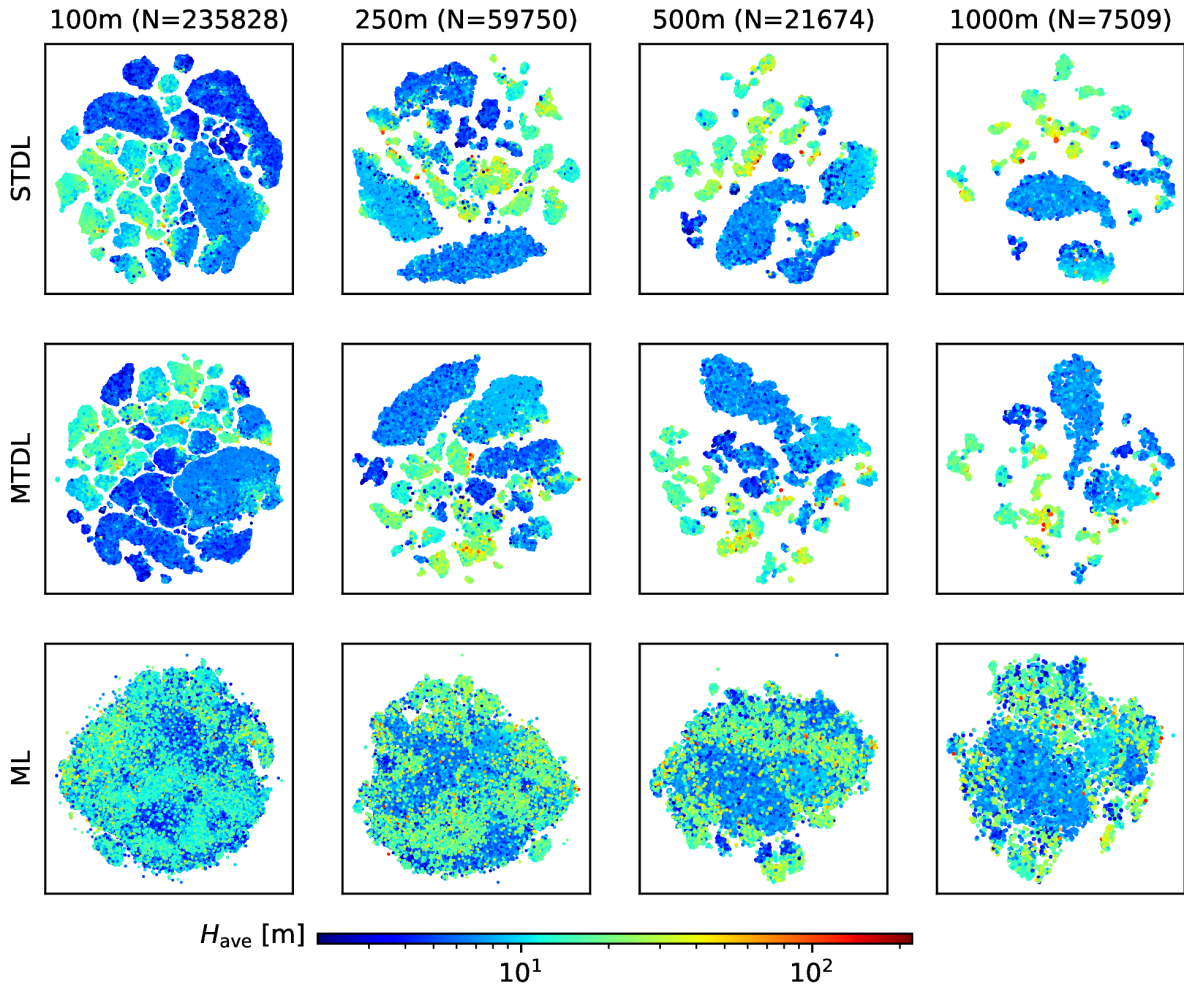 100m (N=235828) 250m (N=59750) 500m (N=21674) 1000m (N=7509)
STDL
MTDL
ML
H_ave [m]
10^1 10^2